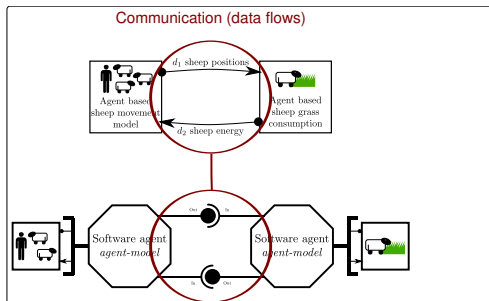 Communication (data flows)
d1 sheep positions
Agent based
sheep movement
model
Agent based
sheep grass
consumption
d2 sheep energy
Out
In
Software agent
agent-model
Software agent
agent-model
In
Out